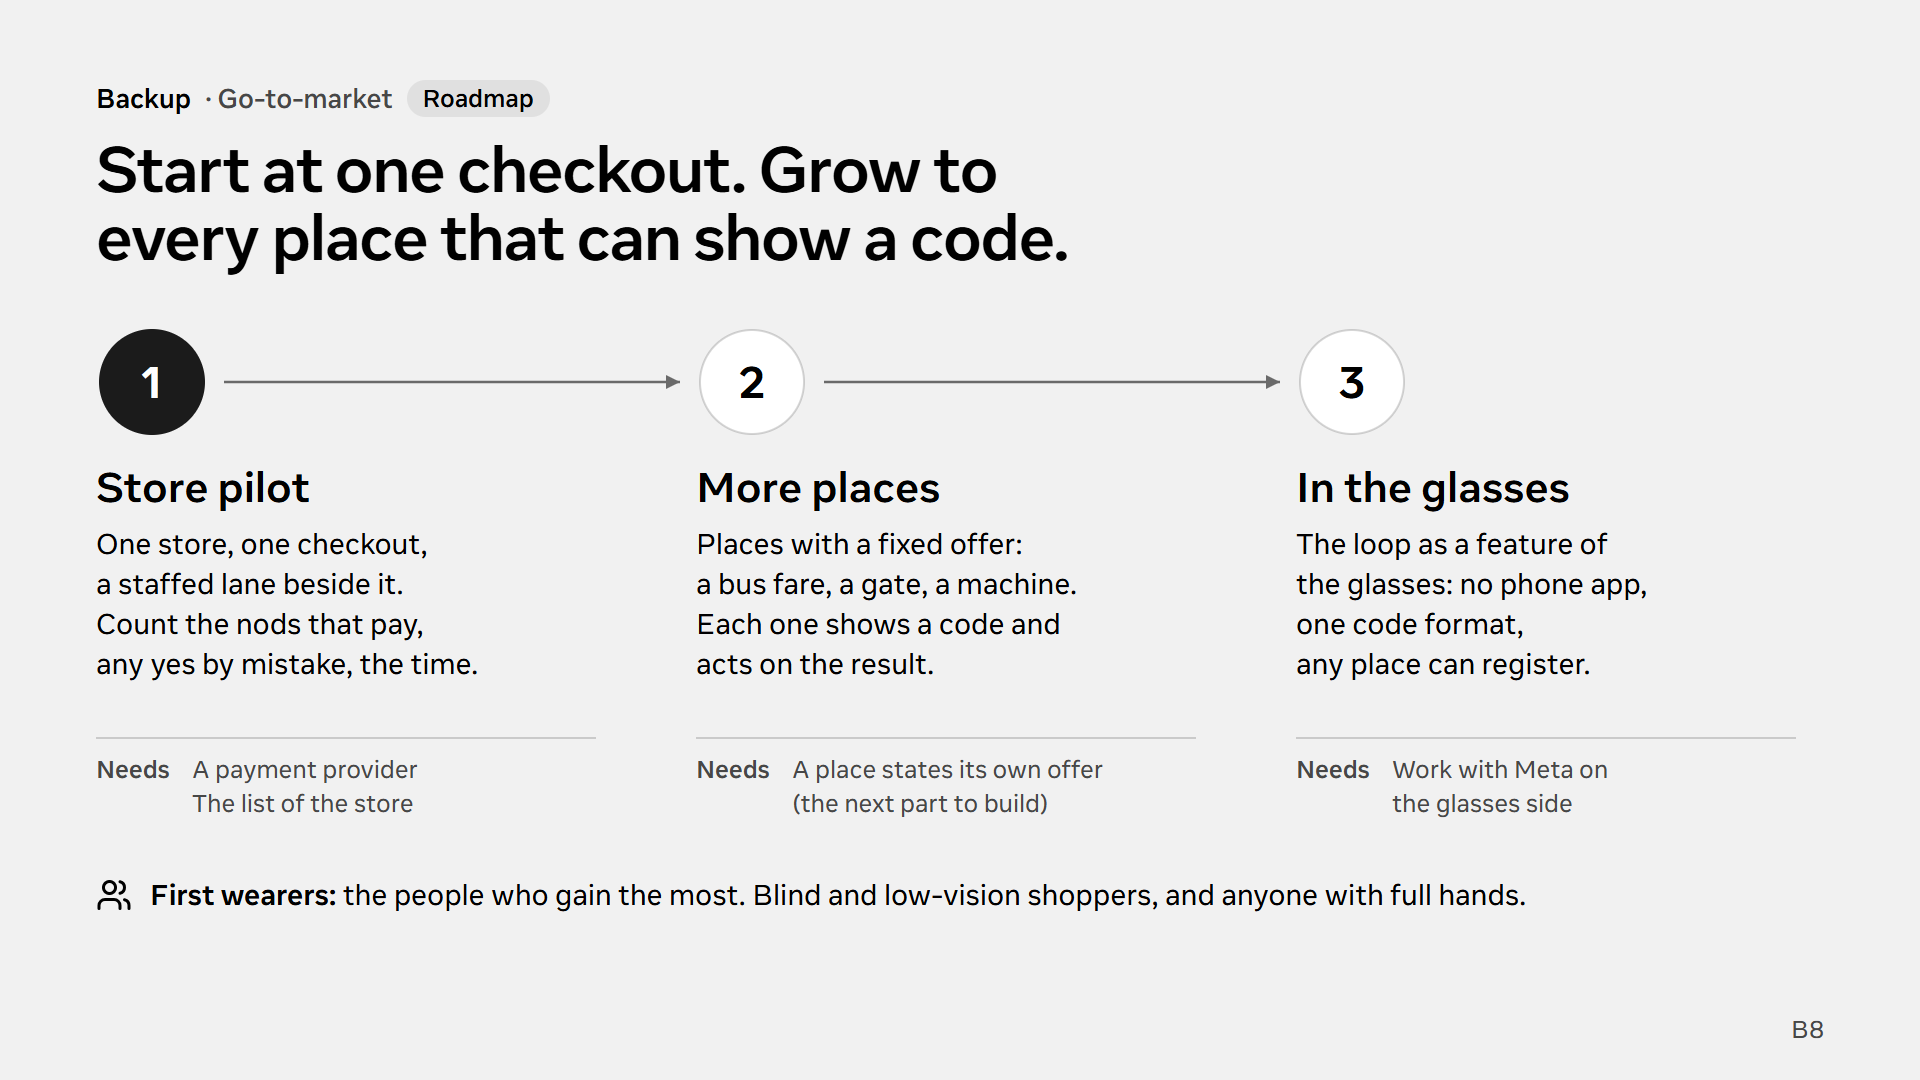 Backup · Go-to-market Roadmap
Start at one checkout. Grow to
every place that can show a code.
1
2
3
Store pilot
One store, one checkout,
a staffed lane beside it.
Count the nods that pay,
any yes by mistake, the time.
Needs A payment provider
The list of the store
More places
Places with a fixed offer:
a bus fare, a gate, a machine.
Each one shows a code and
acts on the result.
Needs A place states its own offer
(the next part to build)
In the glasses
The loop as a feature of
the glasses: no phone app,
one code format,
any place can register.
Needs Work with Meta on
the glasses side
First wearers: the people who gain the most. Blind and low-vision shoppers, and anyone with full hands.
B8